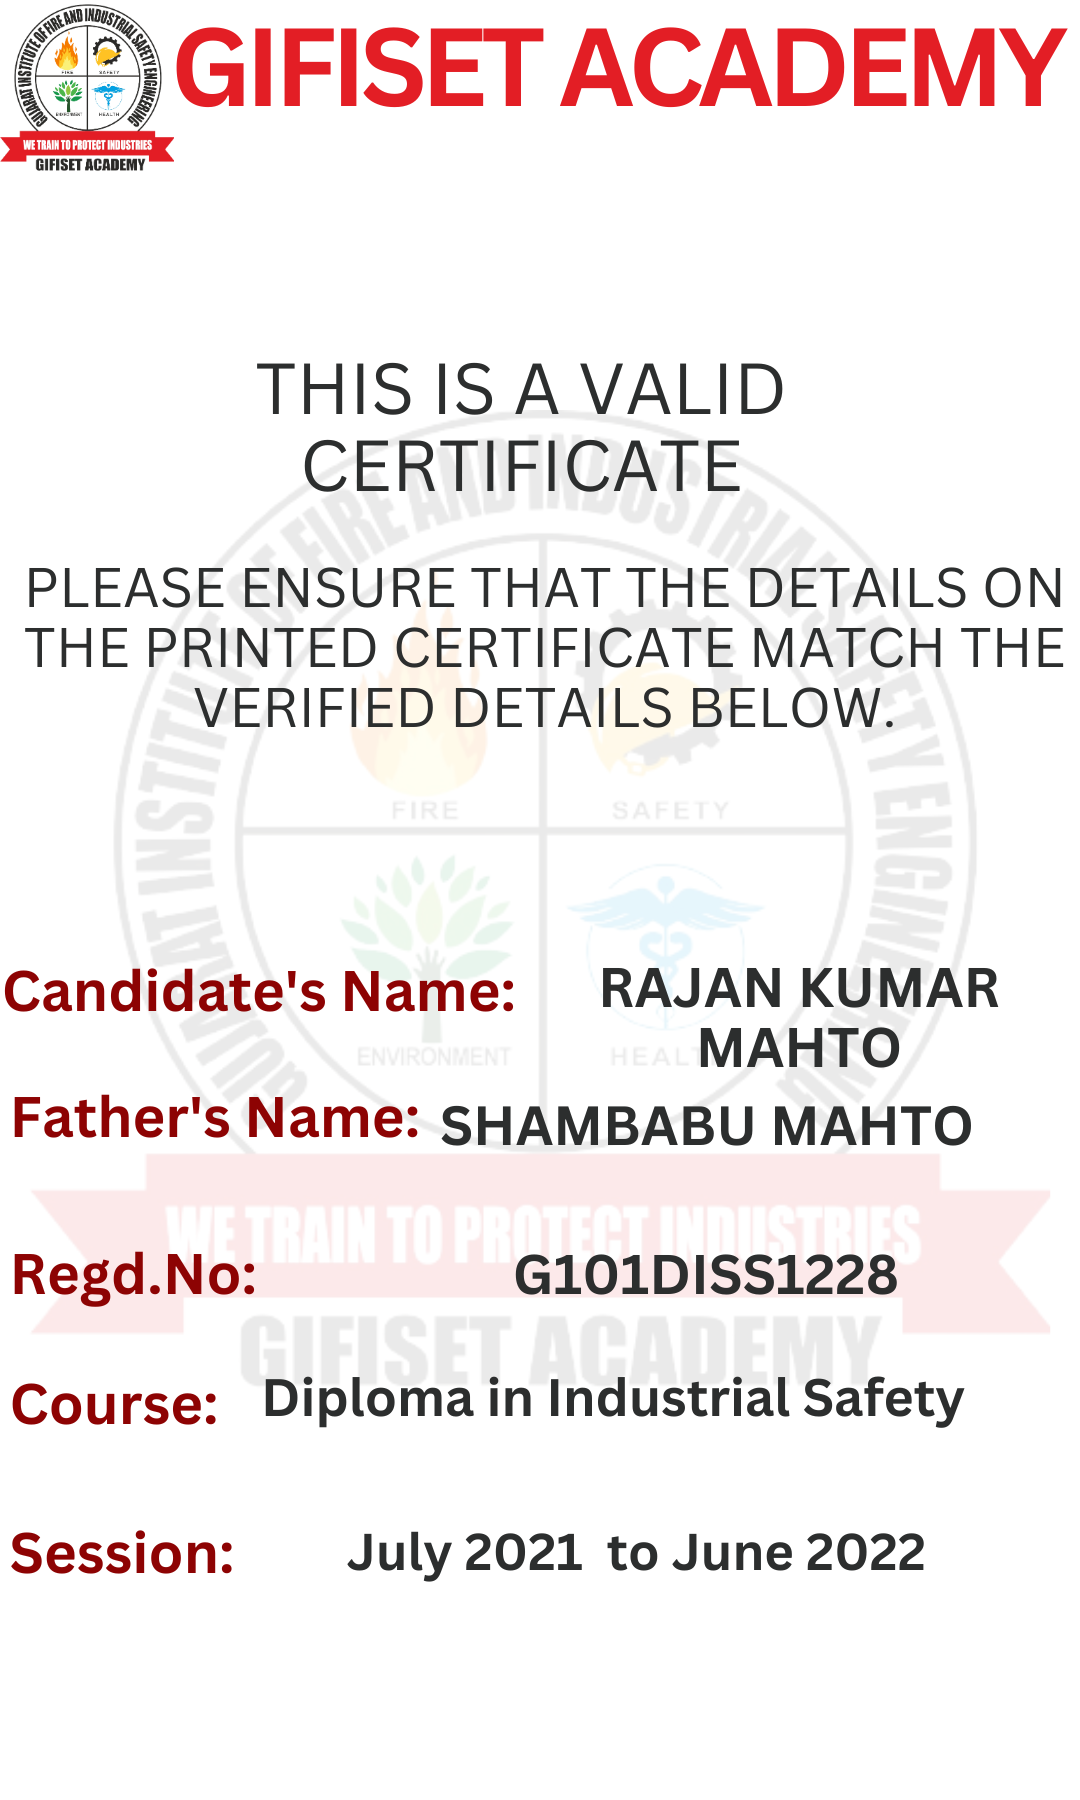 GUJARAT INSTITUTE OF FIRE AND INDUSTRIAL SAFETY ENGINEERING
FIRE
SAFETY
ENVIRONMENT
HEALTH
WE TRAIN TO PROTECT INDUSTRIES
GIFISET ACADEMY
GIFISET ACADEMY
THIS IS A VALID
CERTIFICATE
PLEASE ENSURE THAT THE DETAILS ON
THE PRINTED CERTIFICATE MATCH THE
VERIFIED DETAILS BELOW.
GUJARAT INSTITUTE OF FIRE AND INDUSTRIAL SAFETY ENGINEERING
FIRE
SAFETY
ENVIRONMENT
HEALTH
Candidate's Name: RAJAN KUMAR
MAHTO
Father's Name: SHAMBABU MAHTO
WE TRAIN TO PROTECT INDUSTRIES
Regd.No: G101DISS1228
GIFISET ACADEMY
Course: Diploma in Industrial Safety
Session: July 2021 to June 2022